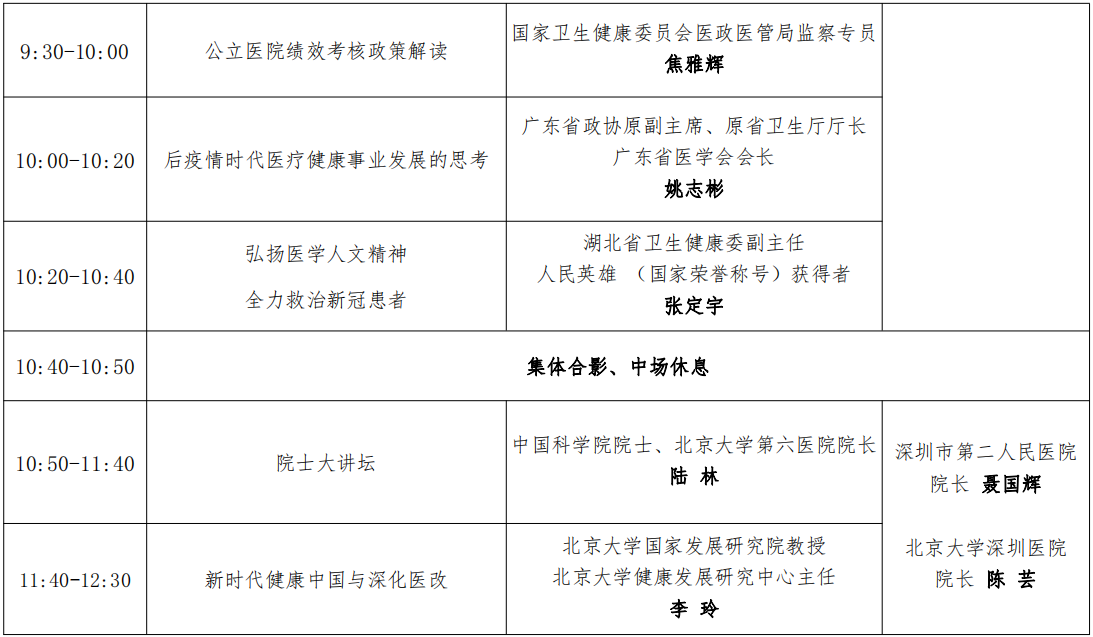 9:30-10:00
公立医院绩效考核政策解读
国家卫生健康委员会医政医管局监察专员
焦雅辉
10:00-10:20
后疫情时代医疗健康事业发展的思考
广东省政协原副主席、原省卫生厅厅长
广东省医学会会长
姚志彬
10:20-10:40
弘扬医学人文精神
全力救治新冠患者
湖北省卫生健康委副主任
人民英雄 （国家荣誉称号）获得者
张定宇
10:40-10:50
集体合影、中场休息
10:50-11:40
院士大讲坛
中国科学院院士、北京大学第六医院院长
陆 林
深圳市第二人民医院
院长 聂国辉
11:40-12:30
新时代健康中国与深化医改
北京大学国家发展研究院教授
北京大学健康发展研究中心主任
李 玲
北京大学深圳医院
院长 陈 芸